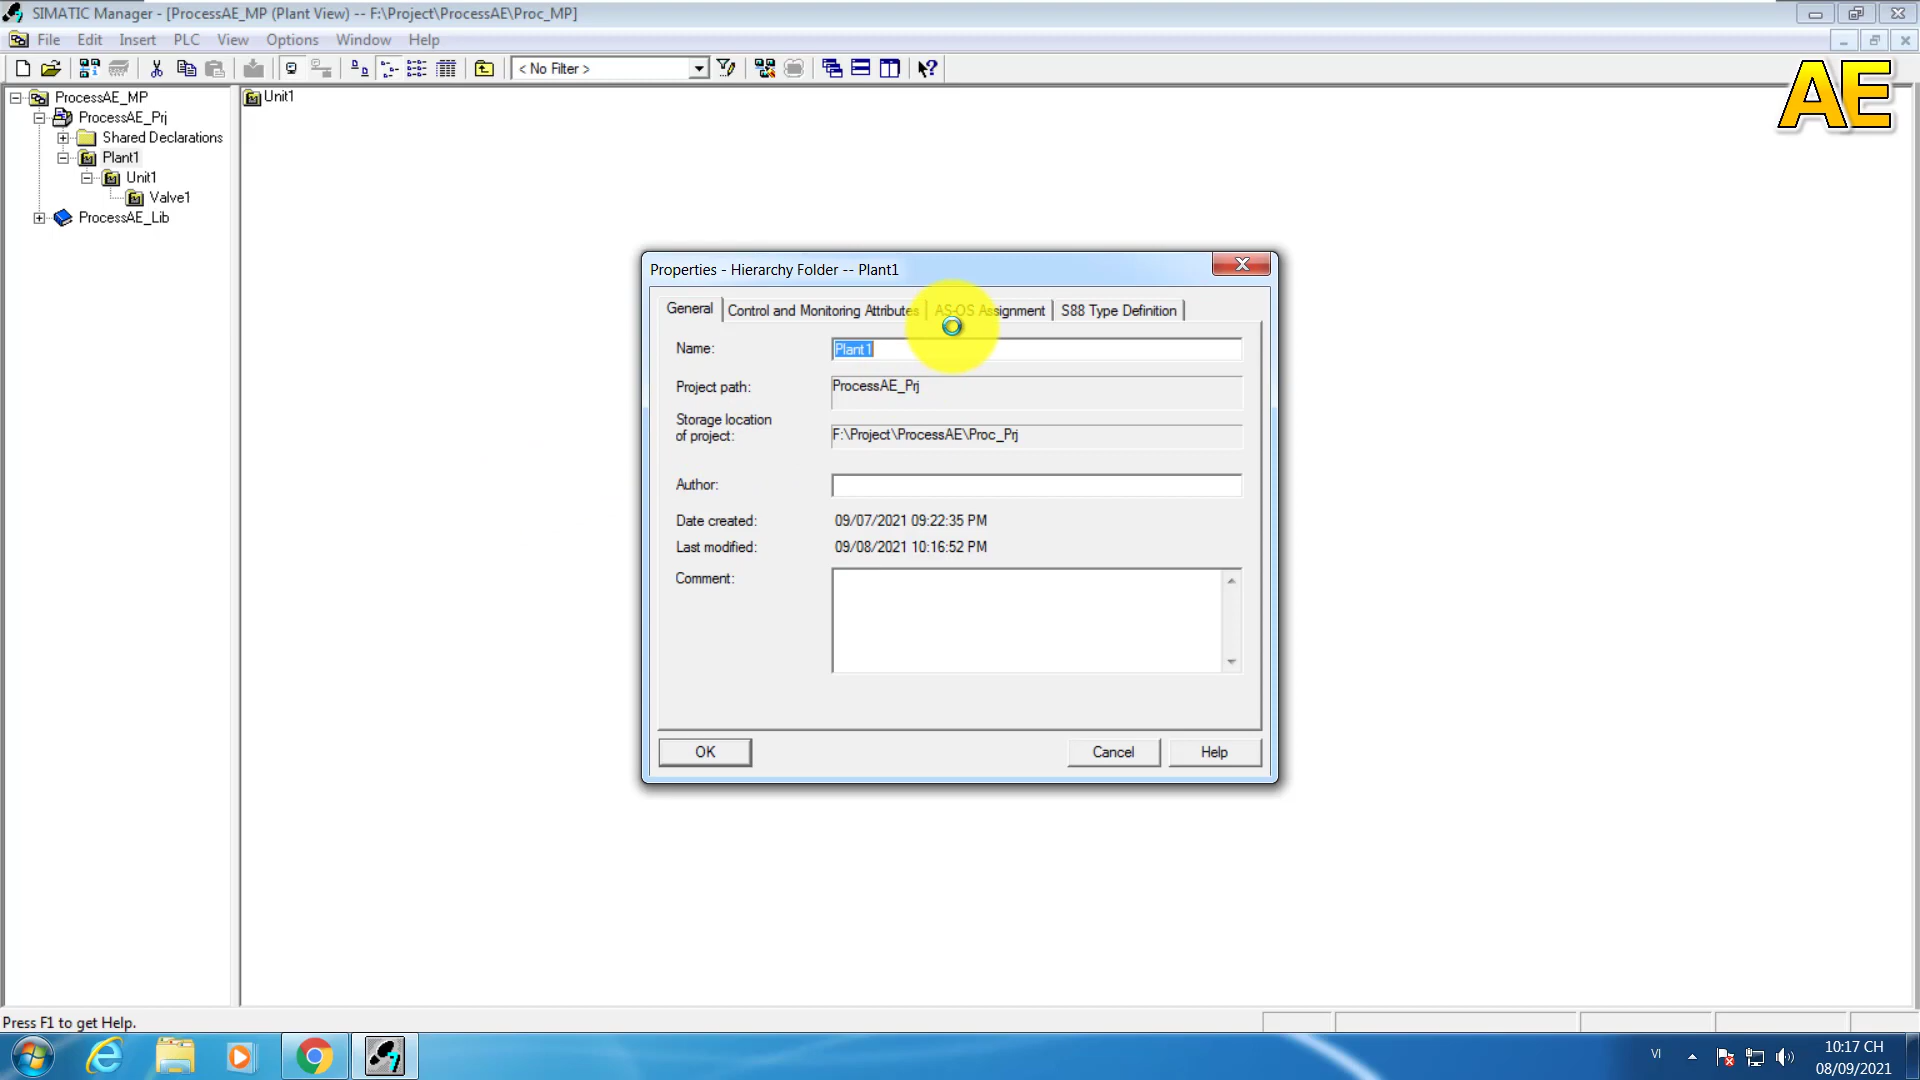 SIMATIC Manager - [ProcessAE_MP (Plant View) -- F:\Project\ProcessAE\Proc_MP]
File Edit Insert PLC View Options Window Help
< No Filter >
AE
ProcessAE_MP
ProcessAE_Prj
Shared Declarations
Plant1
Unit1
Valve1
ProcessAE_Lib
Unit1
Properties - Hierarchy Folder -- Plant1
General Control and Monitoring Attributes AS-OS Assignment S88 Type Definition
Name: Plant1
Project path: ProcessAE_Prj
Storage location
of project: F:\Project\ProcessAE\Proc_Prj
Author:
Date created: 09/07/2021 09:22:35 PM
Last modified: 09/08/2021 10:16:52 PM
Comment:
OK Cancel Help
Press F1 to get Help.
VI
10:17 CH
08/09/2021